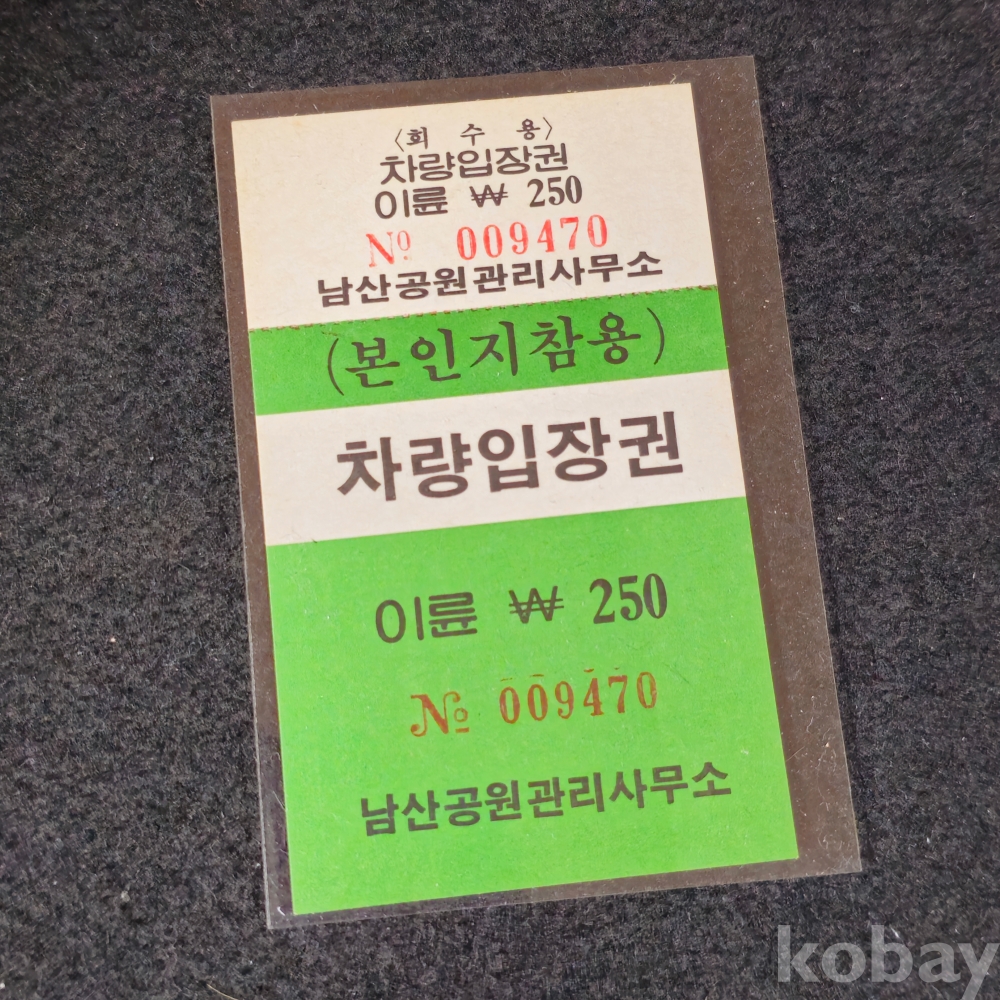 〈회 수 용〉
차량입장권
이륜 ₩ 250
Nº 009470
남산공원관리사무소
(본인지참용)
차량입장권
이륜 ₩ 250
№ 009470
남산공원관리사무소
kobay